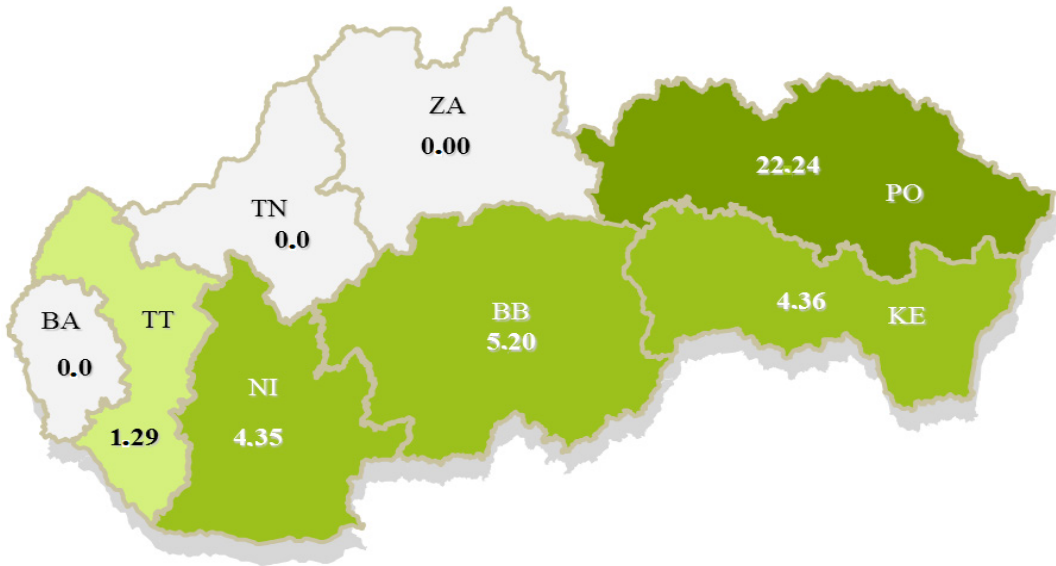 ZA
0.00
22.24
PO
TN
0.0
BA
0.0
TT
1.29
NI
4.35
BB
5.20
4.36
KE